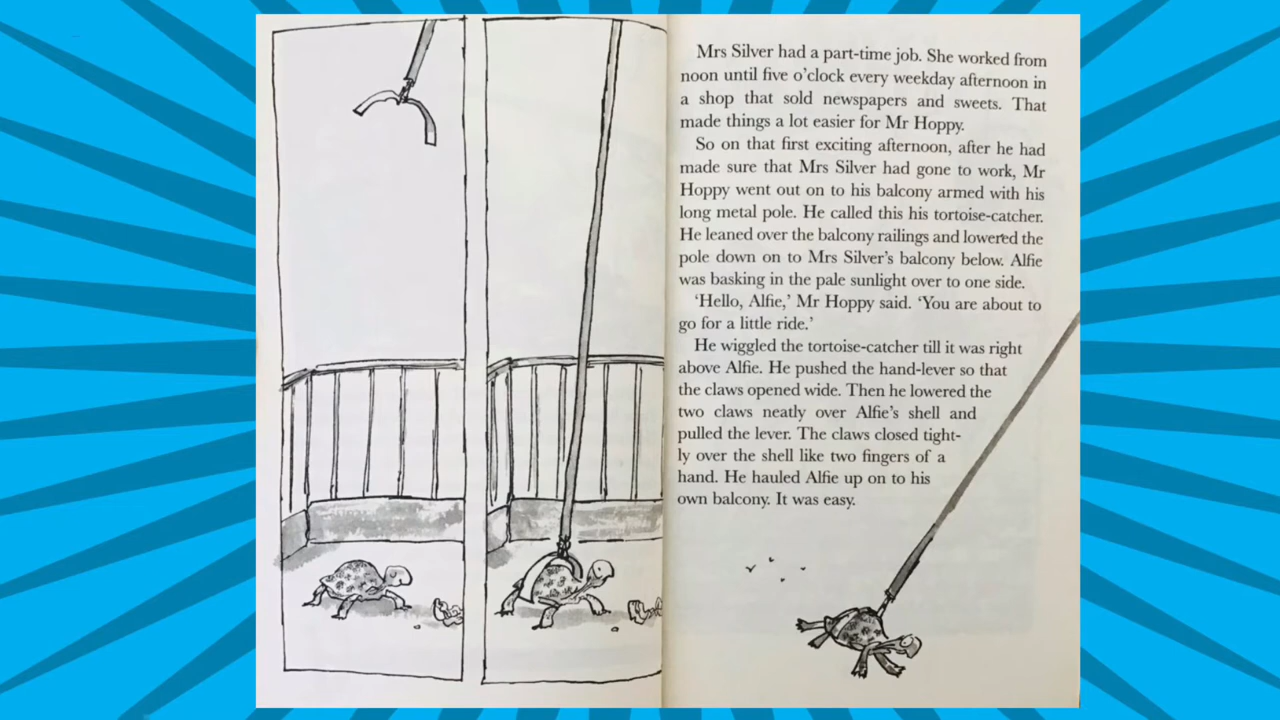 Mrs Silver had a part-time job. She worked from
noon until five o’clock every weekday afternoon in
a shop that sold newspapers and sweets. That
made things a lot easier for Mr Hoppy.
So on that first exciting afternoon, after he had
made sure that Mrs Silver had gone to work, Mr
Hoppy went out on to his balcony armed with his
long metal pole. He called this his tortoise-catcher.
He leaned over the balcony railings and lowered the
pole down on to Mrs Silver’s balcony below. Alfie
was basking in the pale sunlight over to one side.
‘Hello, Alfie,’ Mr Hoppy said. ‘You are about to
go for a little ride.’
He wiggled the tortoise-catcher till it was right
above Alfie. He pushed the hand-lever so that
the claws opened wide. Then he lowered the
two claws neatly over Alfie’s shell and
pulled the lever. The claws closed tight-
ly over the shell like two fingers of a
hand. He hauled Alfie up on to his
own balcony. It was easy.